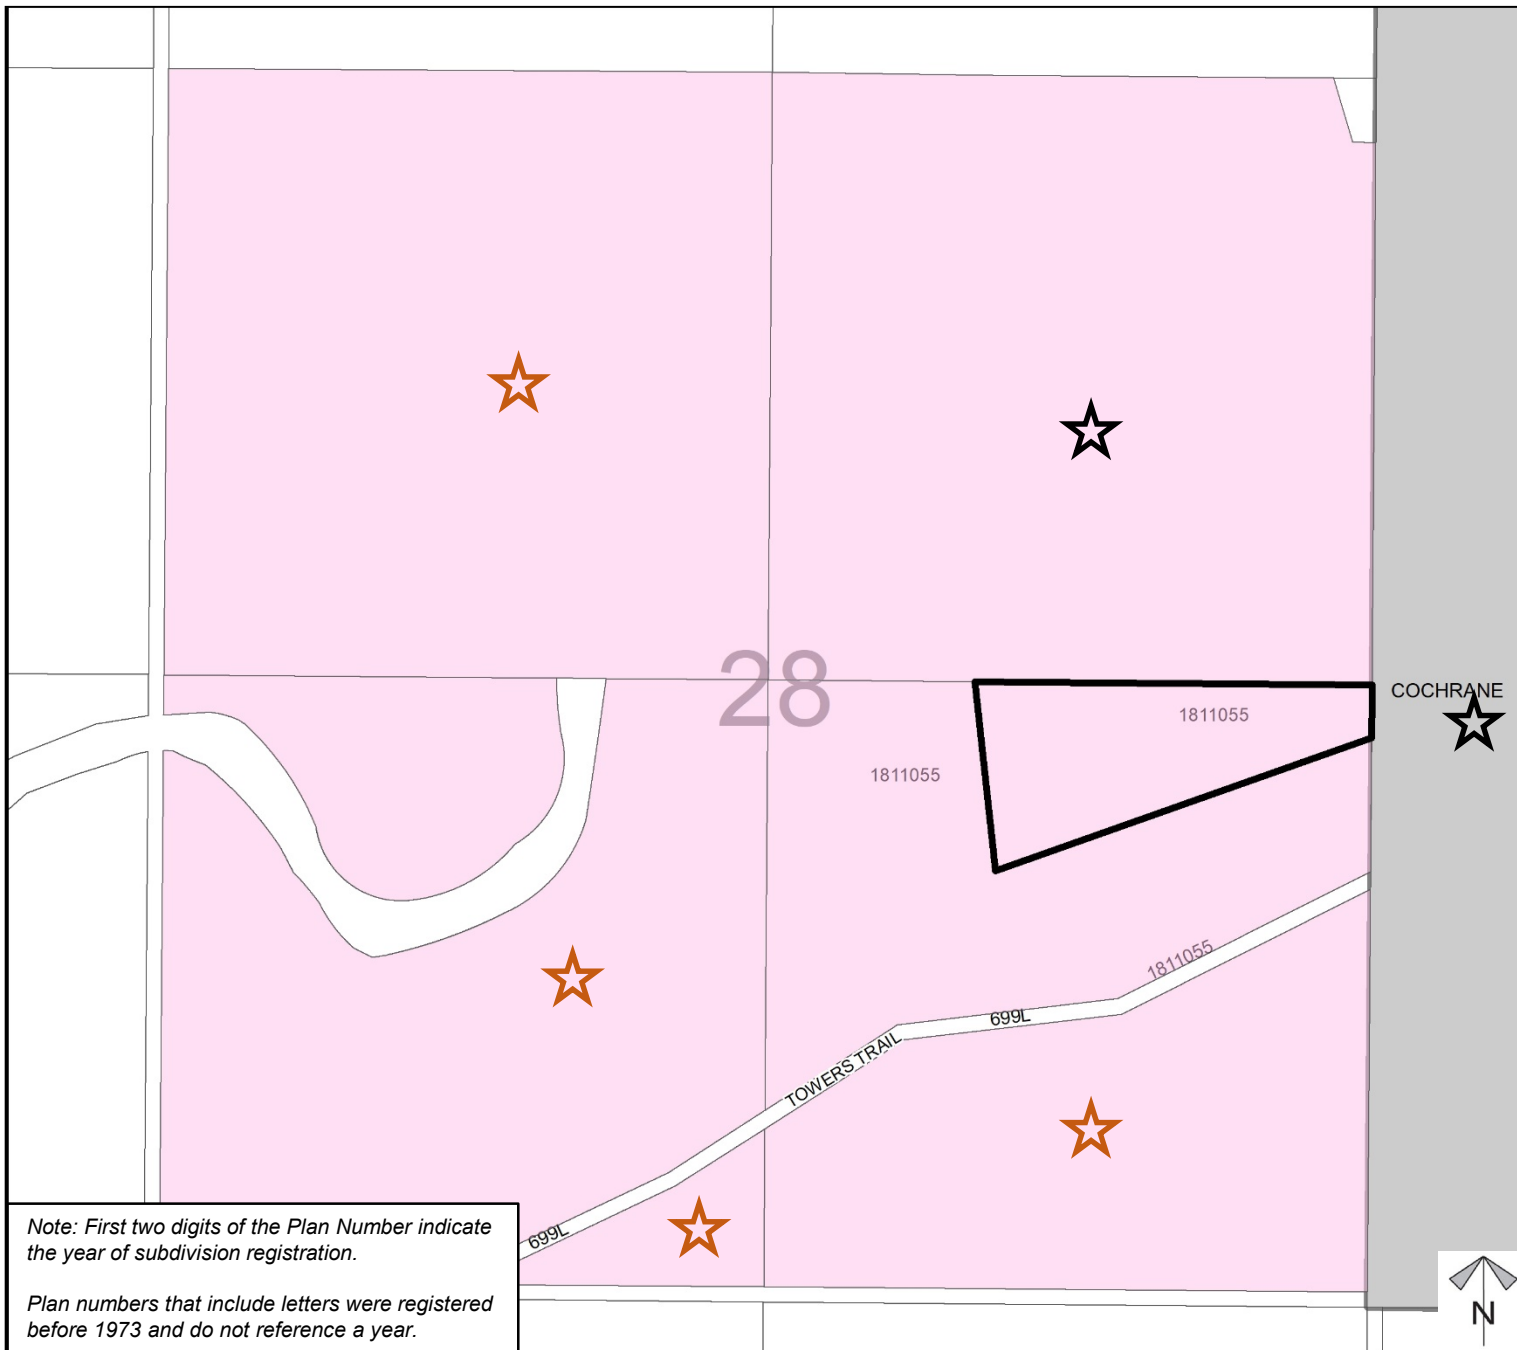 28
COCHRANE
1811055
1811055
1811055
699L
TOWERS TRAIL
699L
Note: First two digits of the Plan Number indicate
the year of subdivision registration.
Plan numbers that include letters were registered
before 1973 and do not reference a year.
N